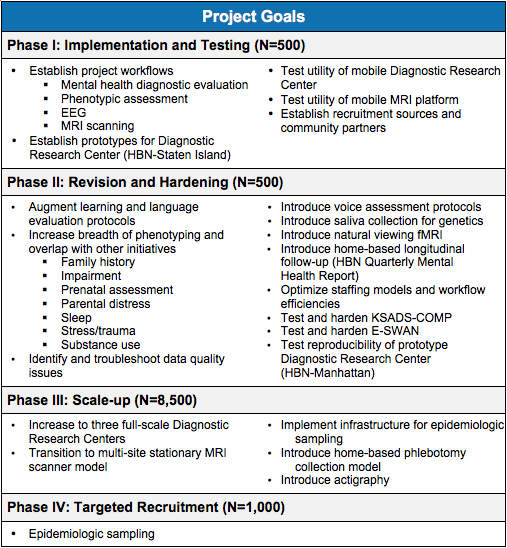 Project Goals
Phase I: Implementation and Testing (N=500)
• Establish project workflows
▪ Mental health diagnostic evaluation
▪ Phenotypic assessment
▪ EEG
▪ MRI scanning
• Establish prototypes for Diagnostic
Research Center (HBN-Staten Island)
• Test utility of mobile Diagnostic Research
Center
• Test utility of mobile MRI platform
• Establish recruitment sources and
community partners
Phase II: Revision and Hardening (N=500)
• Augment learning and language
evaluation protocols
• Increase breadth of phenotyping and
overlap with other initiatives
▪ Family history
▪ Impairment
▪ Prenatal assessment
▪ Parental distress
▪ Sleep
▪ Stress/trauma
▪ Substance use
• Identify and troubleshoot data quality
issues
• Introduce voice assessment protocols
• Introduce saliva collection for genetics
• Introduce natural viewing fMRI
• Introduce home-based longitudinal
follow-up (HBN Quarterly Mental
Health Report)
• Optimize staffing models and workflow
efficiencies
• Test and harden KSADS-COMP
• Test and harden E-SWAN
• Test reproducibility of prototype
Diagnostic Research Center
(HBN-Manhattan)
Phase III: Scale-up (N=8,500)
• Increase to three full-scale Diagnostic
Research Centers
• Transition to multi-site stationary MRI
scanner model
• Implement infrastructure for epidemiologic
sampling
• Introduce home-based phlebotomy
collection model
• Introduce actigraphy
Phase IV: Targeted Recruitment (N=1,000)
• Epidemiologic sampling